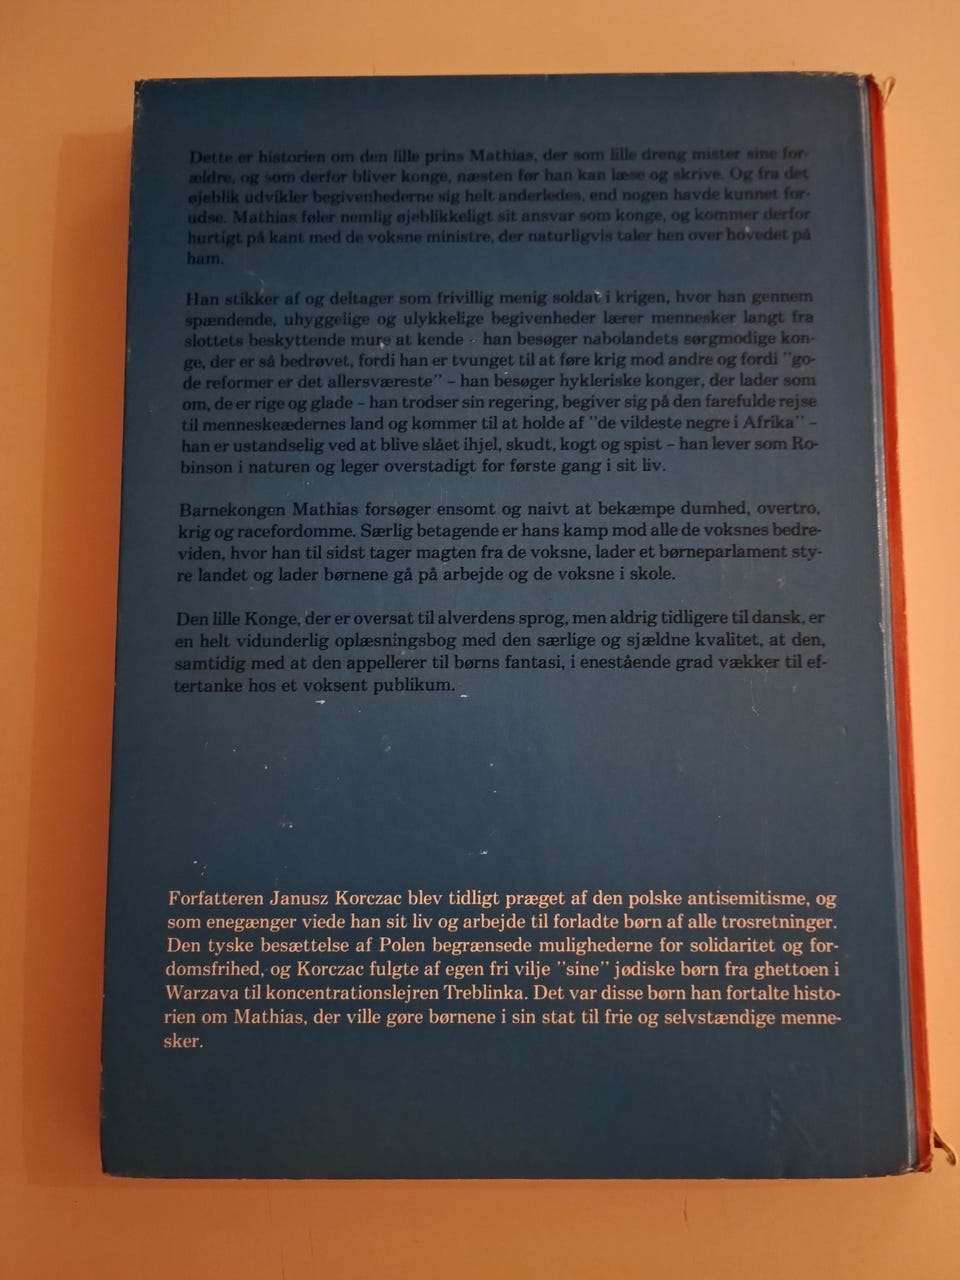 Dette er historien om den lille prins Mathias, der som lille dreng mister sine for-
ældre, og som derfor bliver konge, næsten før han kan læse og skrive. Og fra det
øjeblik udvikler begivenhederne sig helt anderledes, end nogen havde kunnet for-
udse. Mathias føler nemlig øjeblikkeligt sit ansvar som konge, og kommer derfor
hurtigt på kant med de voksne ministre, der naturligvis taler hen over hovedet på
ham.
Han stikker af og deltager som frivillig menig soldat i krigen, hvor han gennem
spændende, uhyggelige og ulykkelige begivenheder lærer mennesker langt fra
slottets beskyttende mure at kende - han besøger nabolandets sørgmodige kon-
ge, der er så bedrøvet, fordi han er tvunget til at føre krig mod andre og fordi "go-
de reformer er det allersværeste" – han besøger hykleriske konger, der lader som
om, de er rige og glade – han trodser sin regering, begiver sig på den farefulde rejse
til menneskeædernes land og kommer til at holde af "de vildeste negre i Afrika" –
han er ustandselig ved at blive slået ihjel, skudt, kogt og spist – han lever som Ro-
binson i naturen og leger overstadigt for første gang i sit liv.
Barnekongen Mathias forsøger ensomt og naivt at bekæmpe dumhed, overtro,
krig og racefordomme. Særlig betagende er hans kamp mod alle de voksnes bedre-
viden, hvor han til sidst tager magten fra de voksne, lader et børneparlament sty-
re landet og lader børnene gå på arbejde og de voksne i skole.
Den lille Konge, der er oversat til alverdens sprog, men aldrig tidligere til dansk, er
en helt vidunderlig oplæsningsbog med den særlige og sjældne kvalitet, at den,
samtidig med at den appellerer til børns fantasi, i enestående grad vækker til ef-
tertanke hos et voksent publikum.
Forfatteren Janusz Korczac blev tidligt præget af den polske antisemitisme, og
som enegænger viede han sit liv og arbejde til forladte børn af alle trosretninger.
Den tyske besættelse af Polen begrænsede mulighederne for solidaritet og for-
domsfrihed, og Korczac fulgte af egen fri vilje "sine" jødiske børn fra ghettoen i
Warzava til koncentrationslejren Treblinka. Det var disse børn han fortalte histo-
rien om Mathias, der ville gøre børnene i sin stat til frie og selvstændige menne-
sker.